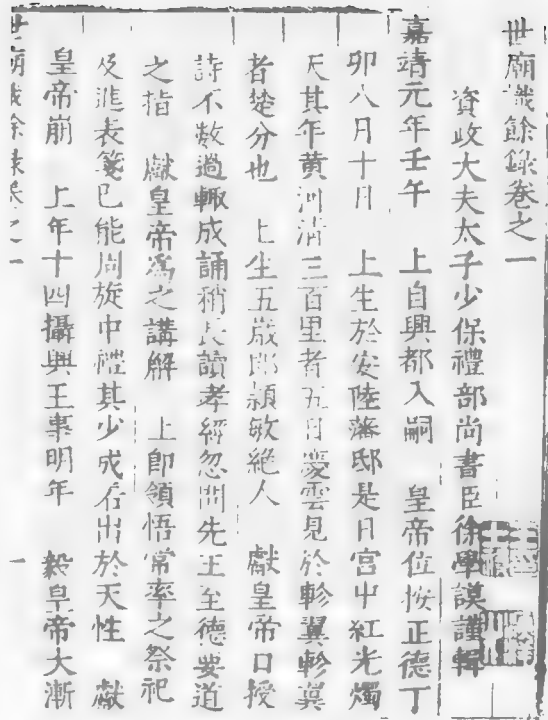 世廟識餘錄卷之一
資政大夫太子少保禮部尚書臣徐學謨謹輯
嘉靖元年壬午 上自興都入嗣 皇帝位按正德丁
卯八月十日 上生於安陸藩邸是日宮中紅光燭
天其年黃河清三百里者五日慶雲見於軫翼軫翼
者楚分也 上生五歲即穎敏絕人 獻皇帝口授
詩不數過輙成誦稍長讀孝經忽問先王至德要道
之指 獻皇帝爲之講解 上即領悟常率之祭祀
及進表箋已能周旋中禮其少成若出於天性 獻
皇帝崩 上年十四攝興王事明年 毅皇帝大漸
世廟識餘錄卷之一 一